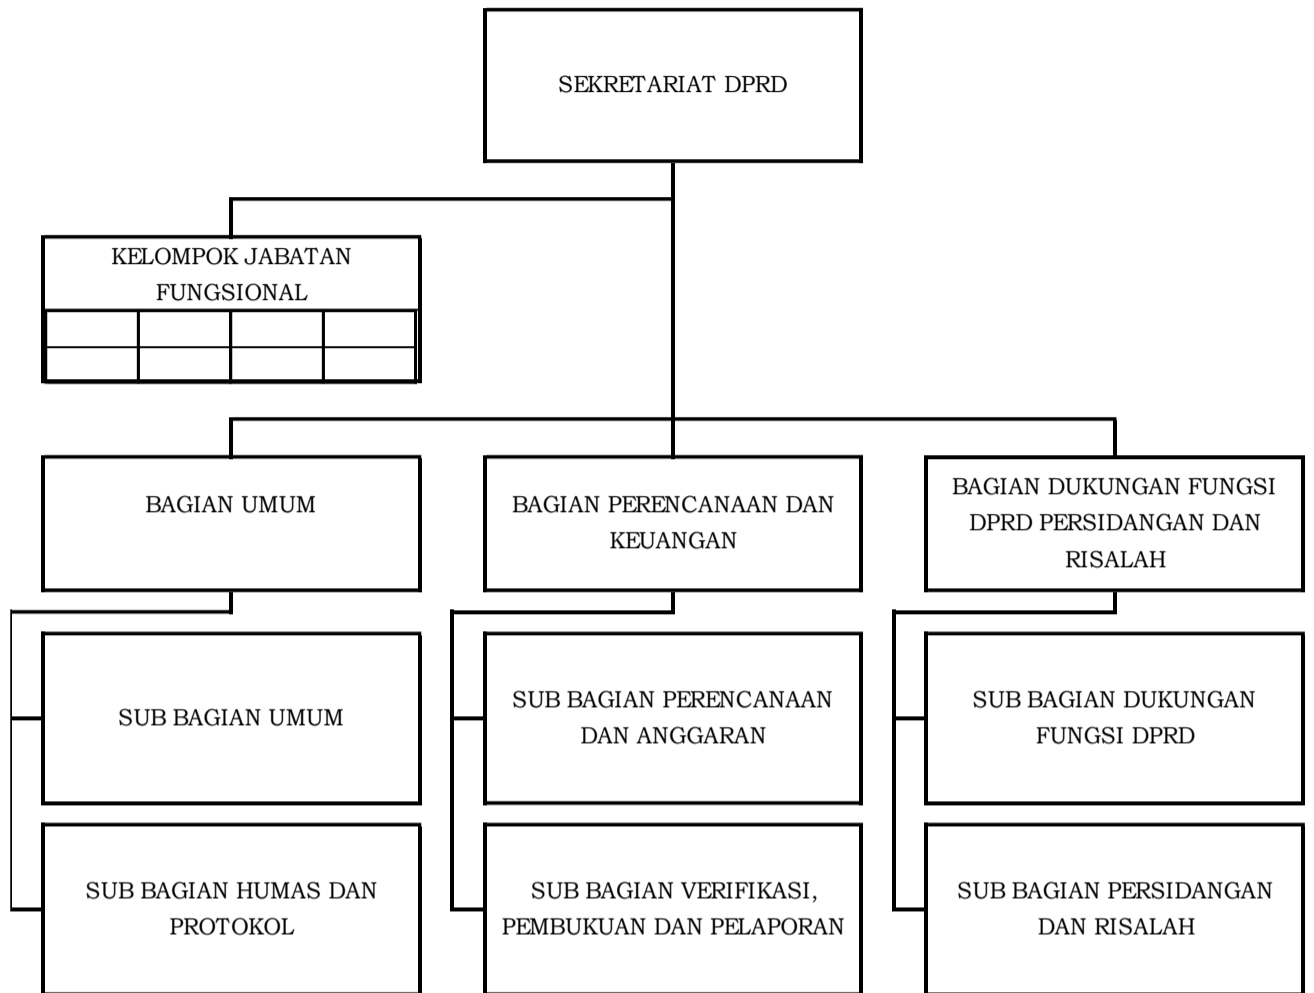 SEKRETARIAT DPRD
KELOMPOK JABATAN
FUNGSIONAL
BAGIAN UMUM
BAGIAN PERENCANAAN DAN
KEUANGAN
BAGIAN DUKUNGAN FUNGSI
DPRD PERSIDANGAN DAN
RISALAH
SUB BAGIAN UMUM
SUB BAGIAN PERENCANAAN
DAN ANGGARAN
SUB BAGIAN DUKUNGAN
FUNGSI DPRD
SUB BAGIAN HUMAS DAN
PROTOKOL
SUB BAGIAN VERIFIKASI,
PEMBUKUAN DAN PELAPORAN
SUB BAGIAN PERSIDANGAN
DAN RISALAH